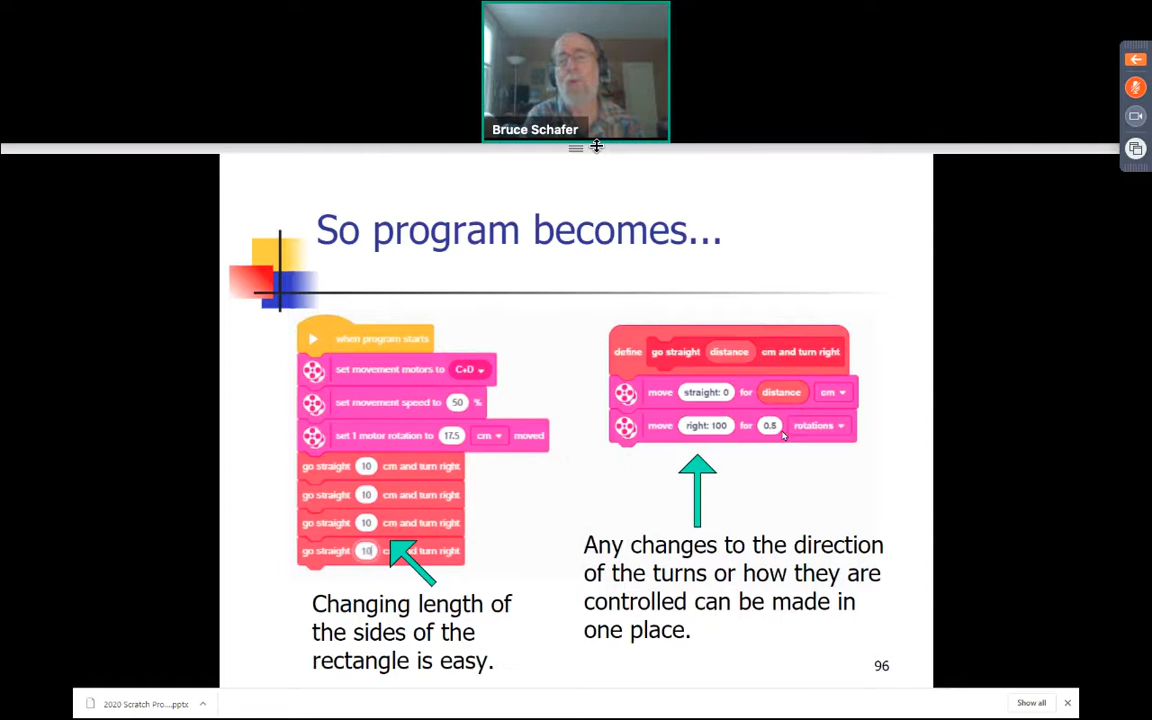 Bruce Schafer
So program becomes...
when program starts
set movement motors to C+D
set movement speed to 50 %
set 1 motor rotation to 17.5 cm moved
go straight 10 cm and turn right
go straight 10 cm and turn right
go straight 10 cm and turn right
go straight 10 cm and turn right
define go straight distance cm and turn right
move straight: 0 for distance cm
move right: 100 for 0.5 rotations
Changing length of
the sides of the
rectangle is easy.
Any changes to the direction
of the turns or how they are
controlled can be made in
one place.
96
2020 Scratch Pro....pptx
Show all